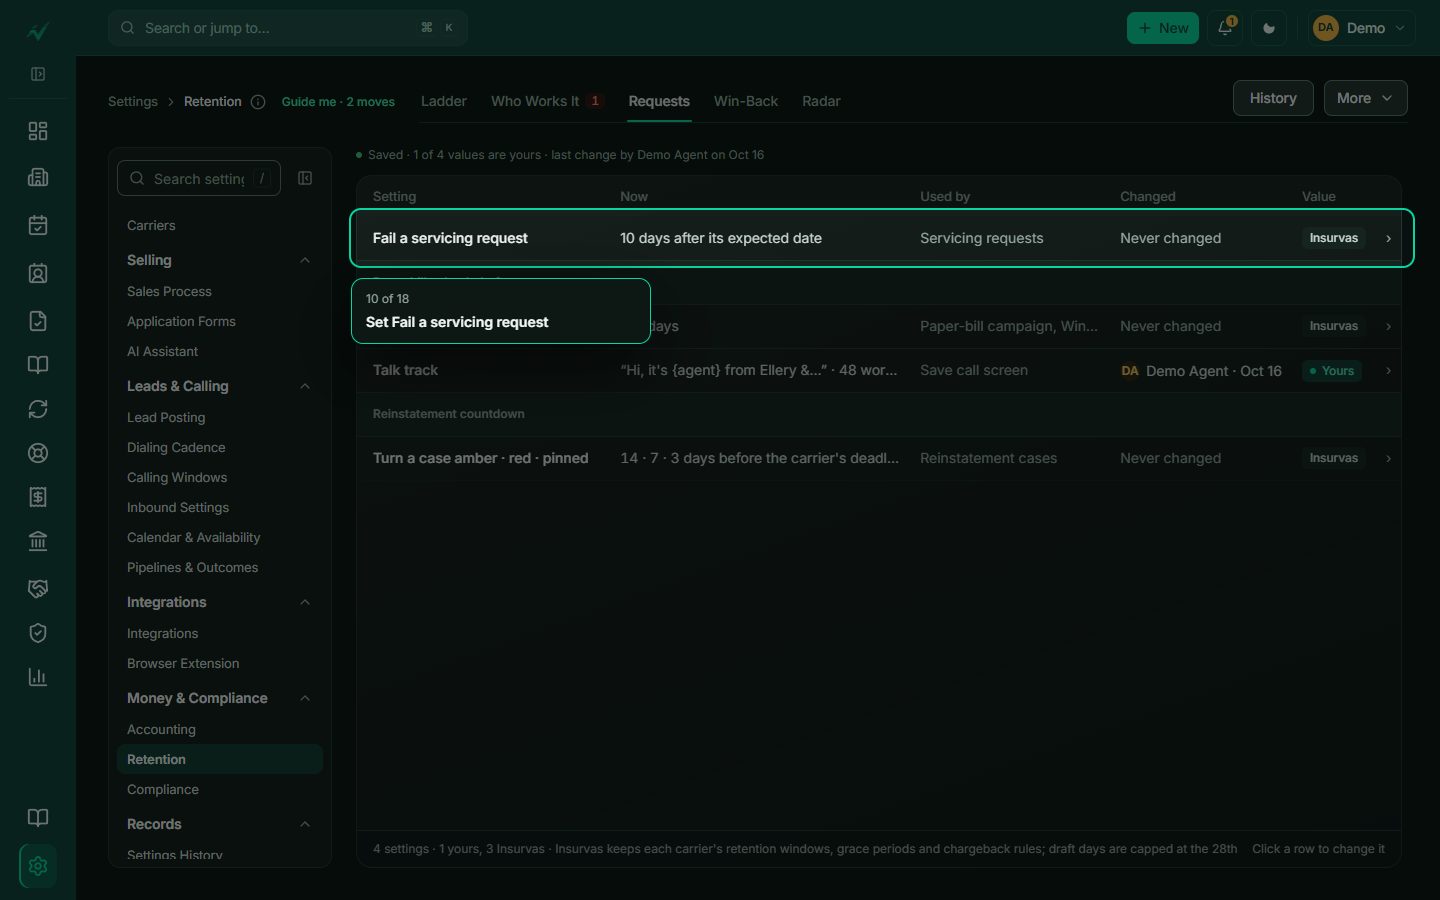 Search or jump to...
⌘ K
New
1
DA
Demo
Settings
Retention
Guide me · 2 moves
Ladder
Who Works It 1
Requests
Win-Back
Radar
History
More
Search setting
/
Carriers
Selling
Sales Process
Application Forms
AI Assistant
Leads & Calling
Lead Posting
Dialing Cadence
Calling Windows
Inbound Settings
Calendar & Availability
Pipelines & Outcomes
Integrations
Integrations
Browser Extension
Money & Compliance
Accounting
Retention
Compliance
Records
Settings History
Saved · 1 of 4 values are yours · last change by Demo Agent on Oct 16
Setting Now Used by Changed Value
Fail a servicing request 10 days after its expected date Servicing requests Never changed Insurvas
10 of 18
Set Fail a servicing request
days Paper-bill campaign, Win... Never changed Insurvas
Talk track “Hi, it's {agent} from Ellery &...” · 48 wor... Save call screen DA Demo Agent · Oct 16 Yours
Reinstatement countdown
Turn a case amber · red · pinned 14 · 7 · 3 days before the carrier's deadl... Reinstatement cases Never changed Insurvas
4 settings · 1 yours, 3 Insurvas · Insurvas keeps each carrier's retention windows, grace periods and chargeback rules; draft days are capped at the 28th Click a row to change it